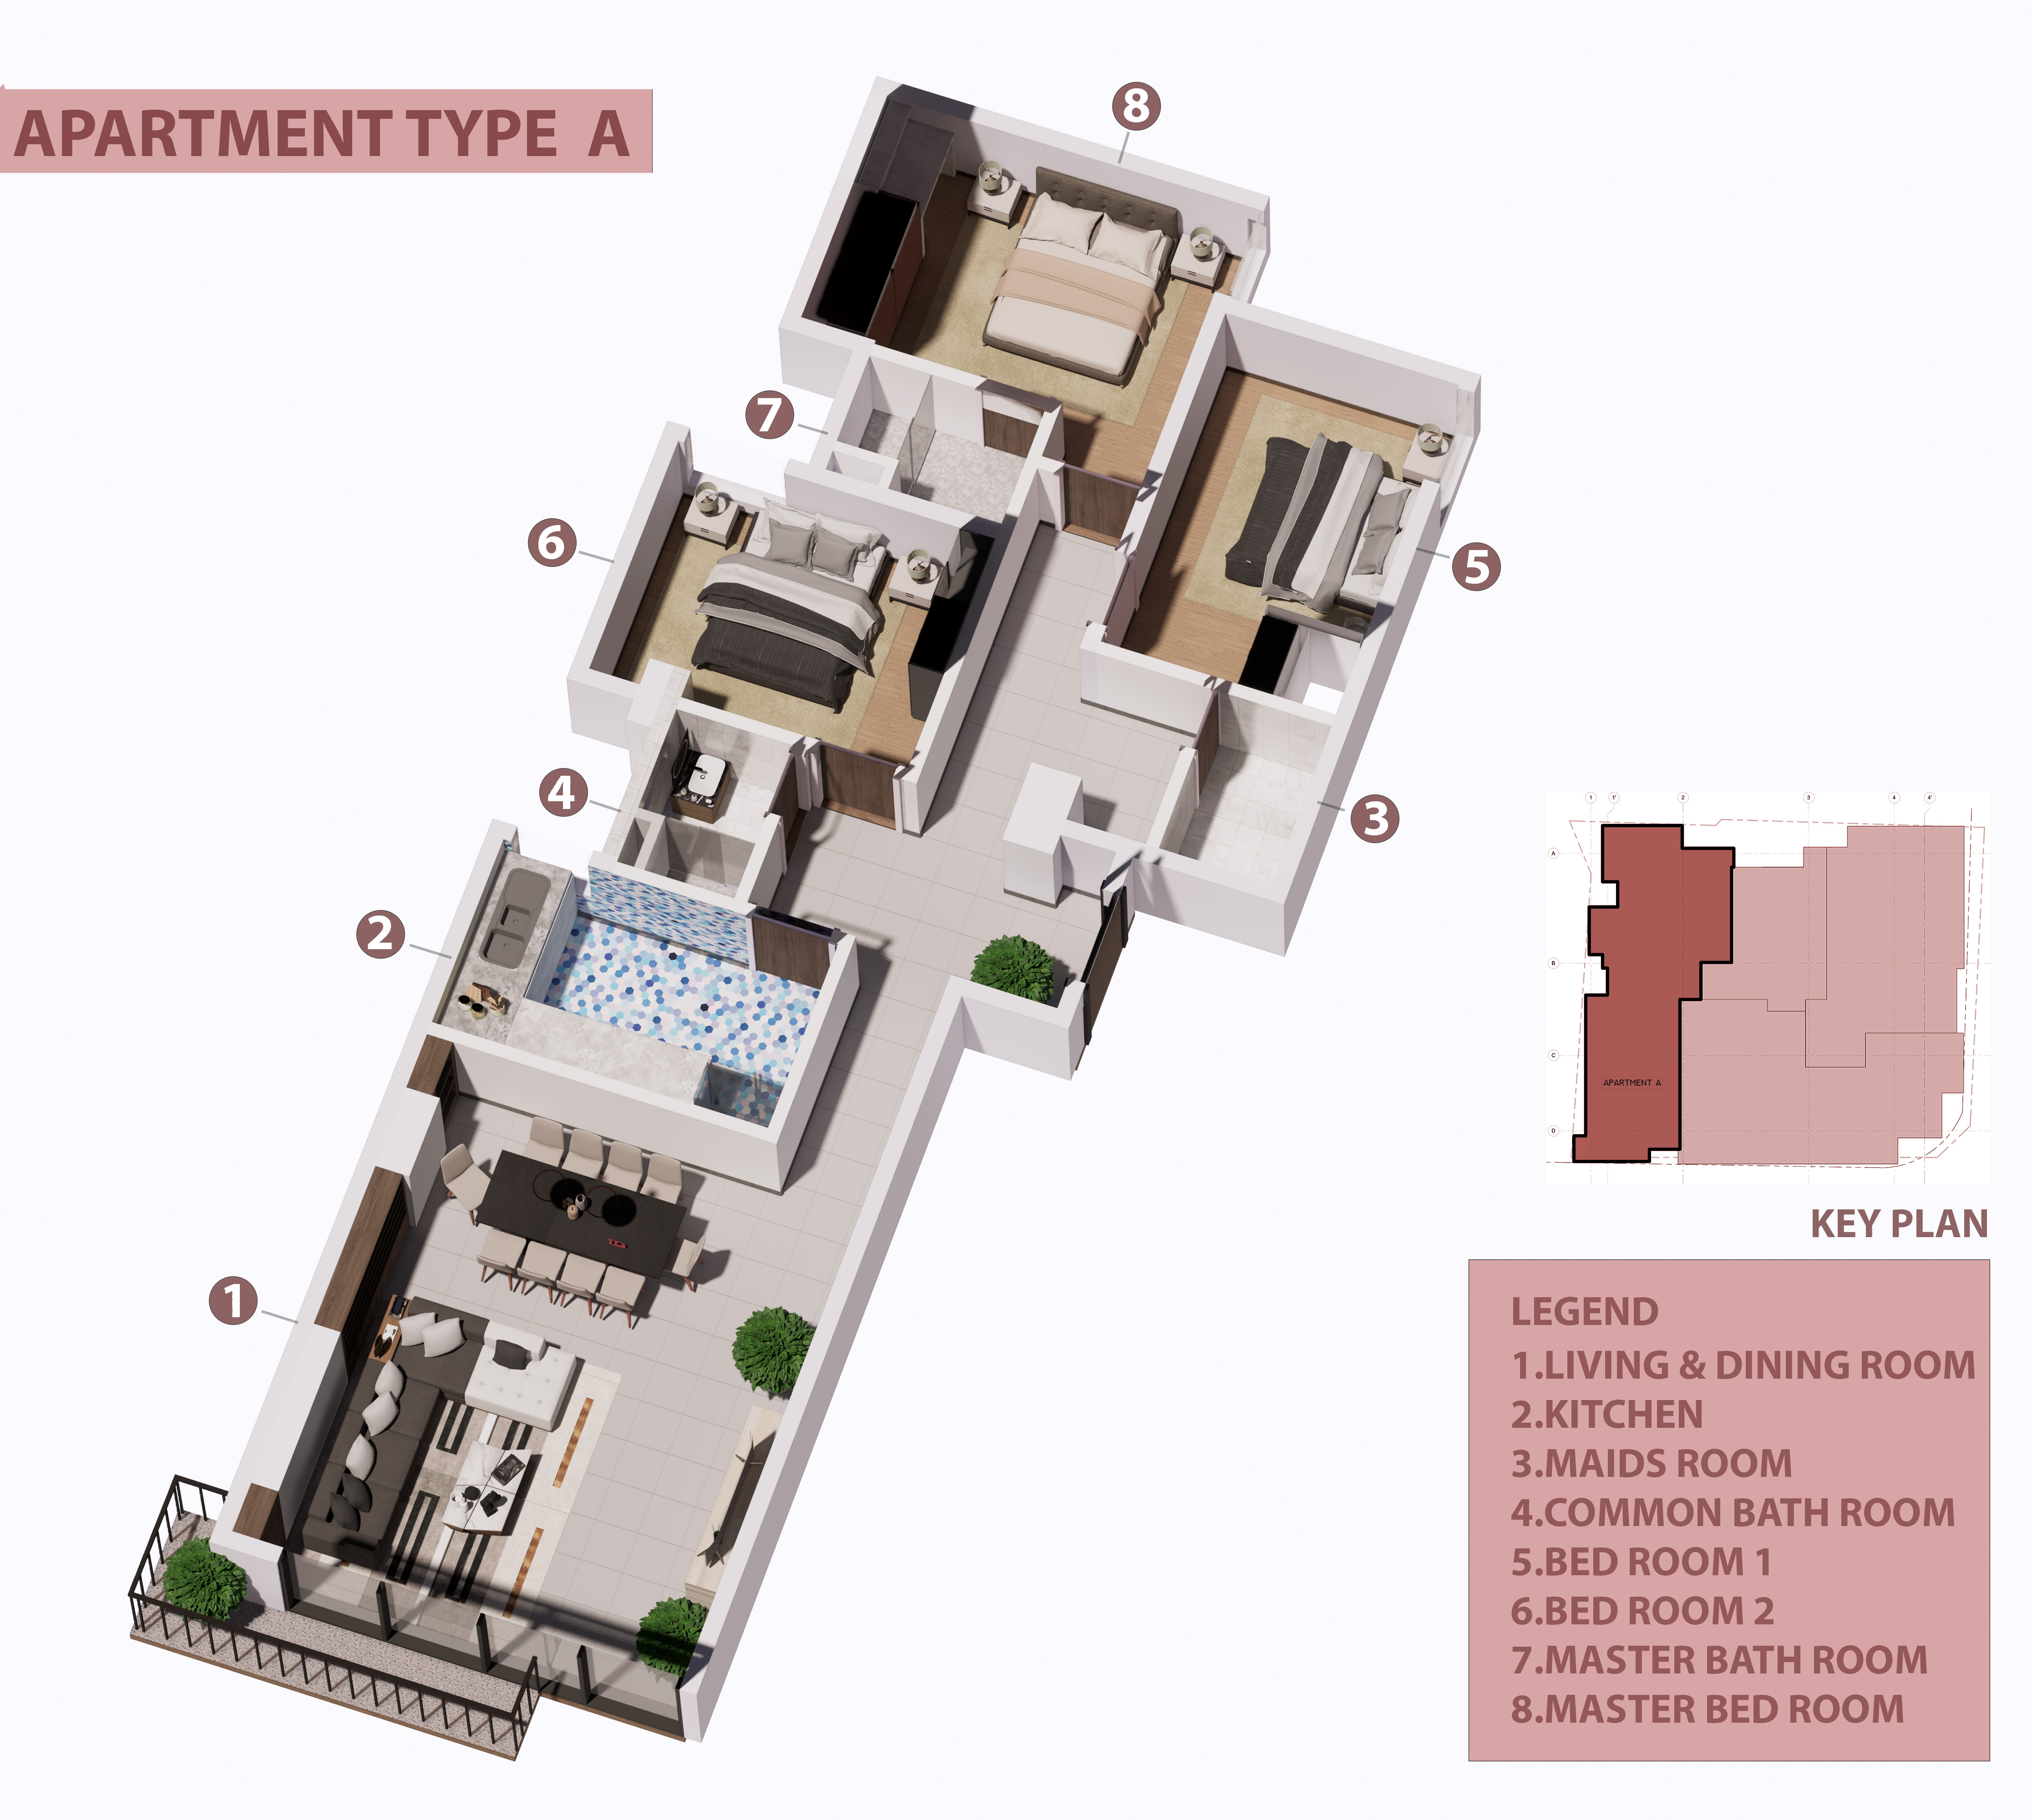 APARTMENT TYPE A
8
7
6
5
4
3
2
1
1 1' 2 3 4 4'
A
B
C
APARTMENT A
D
KEY PLAN
LEGEND
1.LIVING & DINING ROOM
2.KITCHEN
3.MAIDS ROOM
4.COMMON BATH ROOM
5.BED ROOM 1
6.BED ROOM 2
7.MASTER BATH ROOM
8.MASTER BED ROOM